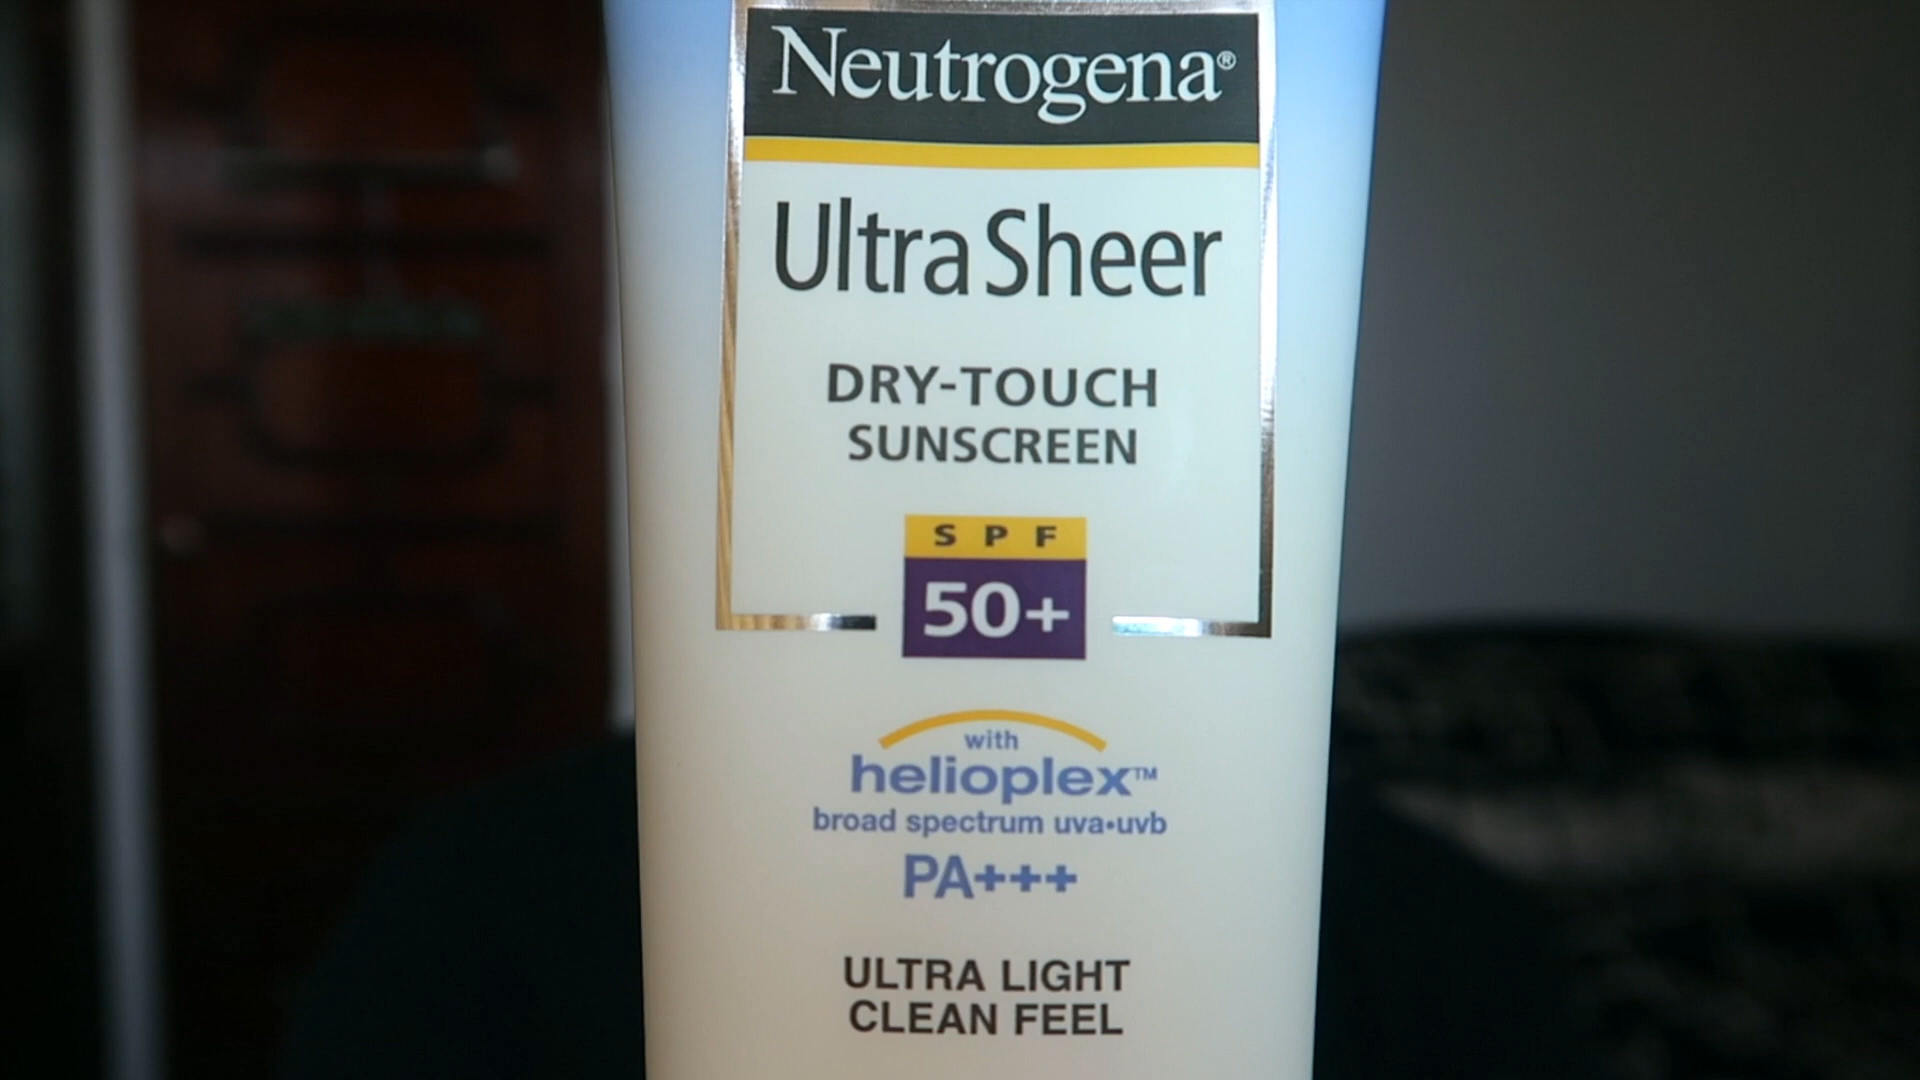 Neutrogena®
Ultra Sheer
DRY-TOUCH
SUNSCREEN
SPF
50+
with
helioplex™
broad spectrum uva•uvb
PA+++
ULTRA LIGHT
CLEAN FEEL